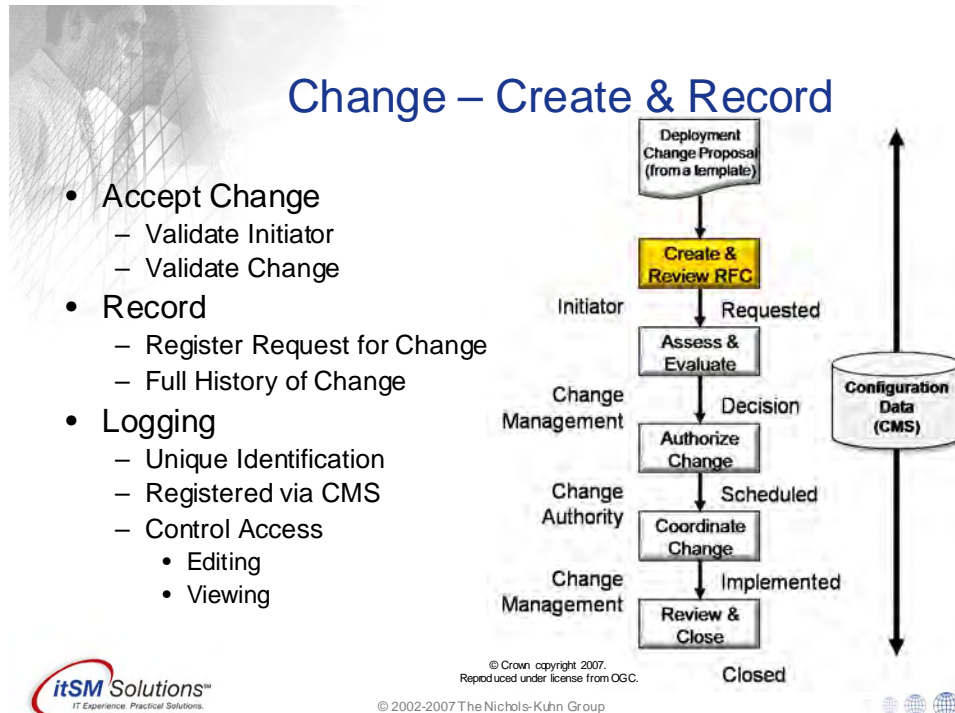 Change – Create & Record
• Accept Change
– Validate Initiator
– Validate Change
• Record
– Register Request for Change
– Full History of Change
• Logging
– Unique Identification
– Registered via CMS
– Control Access
• Editing
• Viewing
Deployment
Change Proposal
(from a template)
Create &
Review RFC
Initiator
Requested
Assess &
Evaluate
Change
Management
Decision
Authorize
Change
Change
Authority
Scheduled
Coordinate
Change
Change
Management
Implemented
Review &
Close
Closed
Configuration
Data
(CMS)
© Crown copyright 2007.
Reproduced under license from OGC.
itSM Solutions℠
IT Experience. Practical Solutions.
© 2002-2007 The Nichols-Kuhn Group